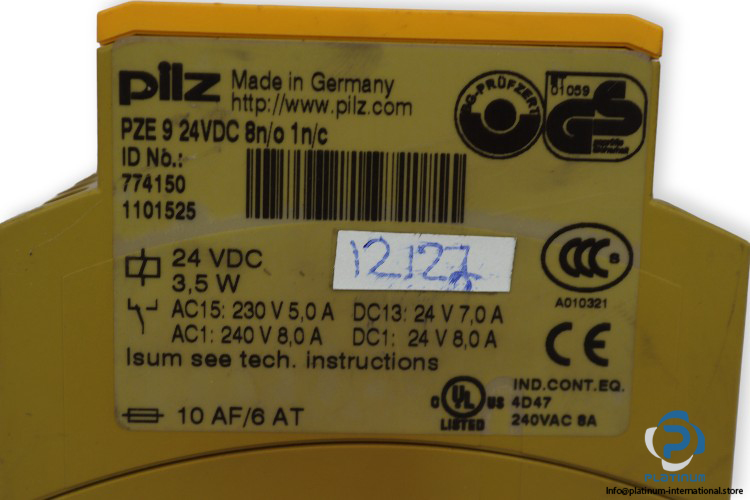 pilz Made in Germany
http://www.pilz.com
PZE 9 24VDC 8n/o 1n/c
ID No.:
774150
1101525
BG-PRÜFZERT
01059
GS
24 VDC
3,5 W
12127
CCC S
A010321
AC15: 230 V 5,0 A DC13: 24 V 7,0 A
AC1: 240 V 8,0 A DC1: 24 V 8,0 A
Isum see tech. instructions
CE
10 AF/6 AT
C UL US
LISTED
IND.CONT.EQ.
4D47
240VAC 8A
PLATINUM
info@platinum-international.store